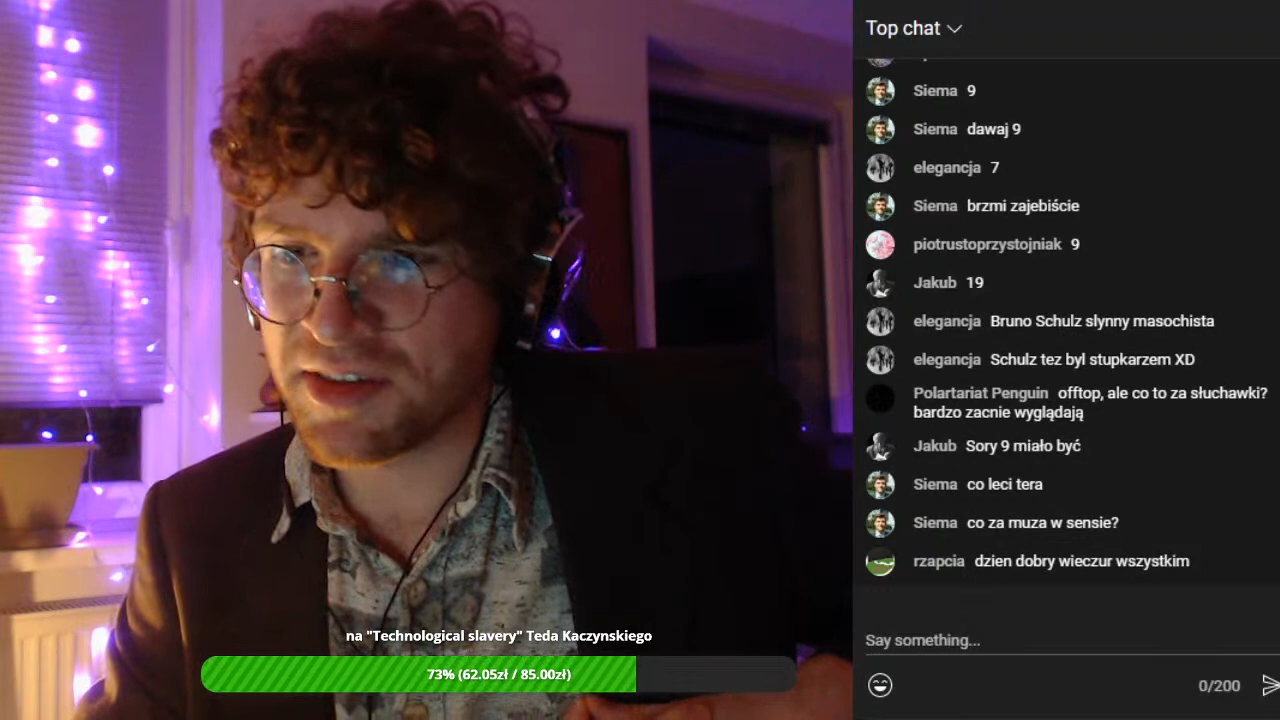 Top chat
Siema 9
Siema dawaj 9
elegancja 7
Siema brzmi zajebiście
piotrustoprzystojniak 9
Jakub 19
elegancja Bruno Schulz slynny masochista
elegancja Schulz tez byl stupkarzem XD
Polartariat Penguin offtop, ale co to za słuchawki?
bardzo zacnie wyglądają
Jakub Sory 9 miało być
Siema co leci tera
Siema co za muza w sensie?
rzapcia dzien dobry wieczur wszystkim
Say something...
0/200
na "Technological slavery" Teda Kaczynskiego
73% (62.05zł / 85.00zł)